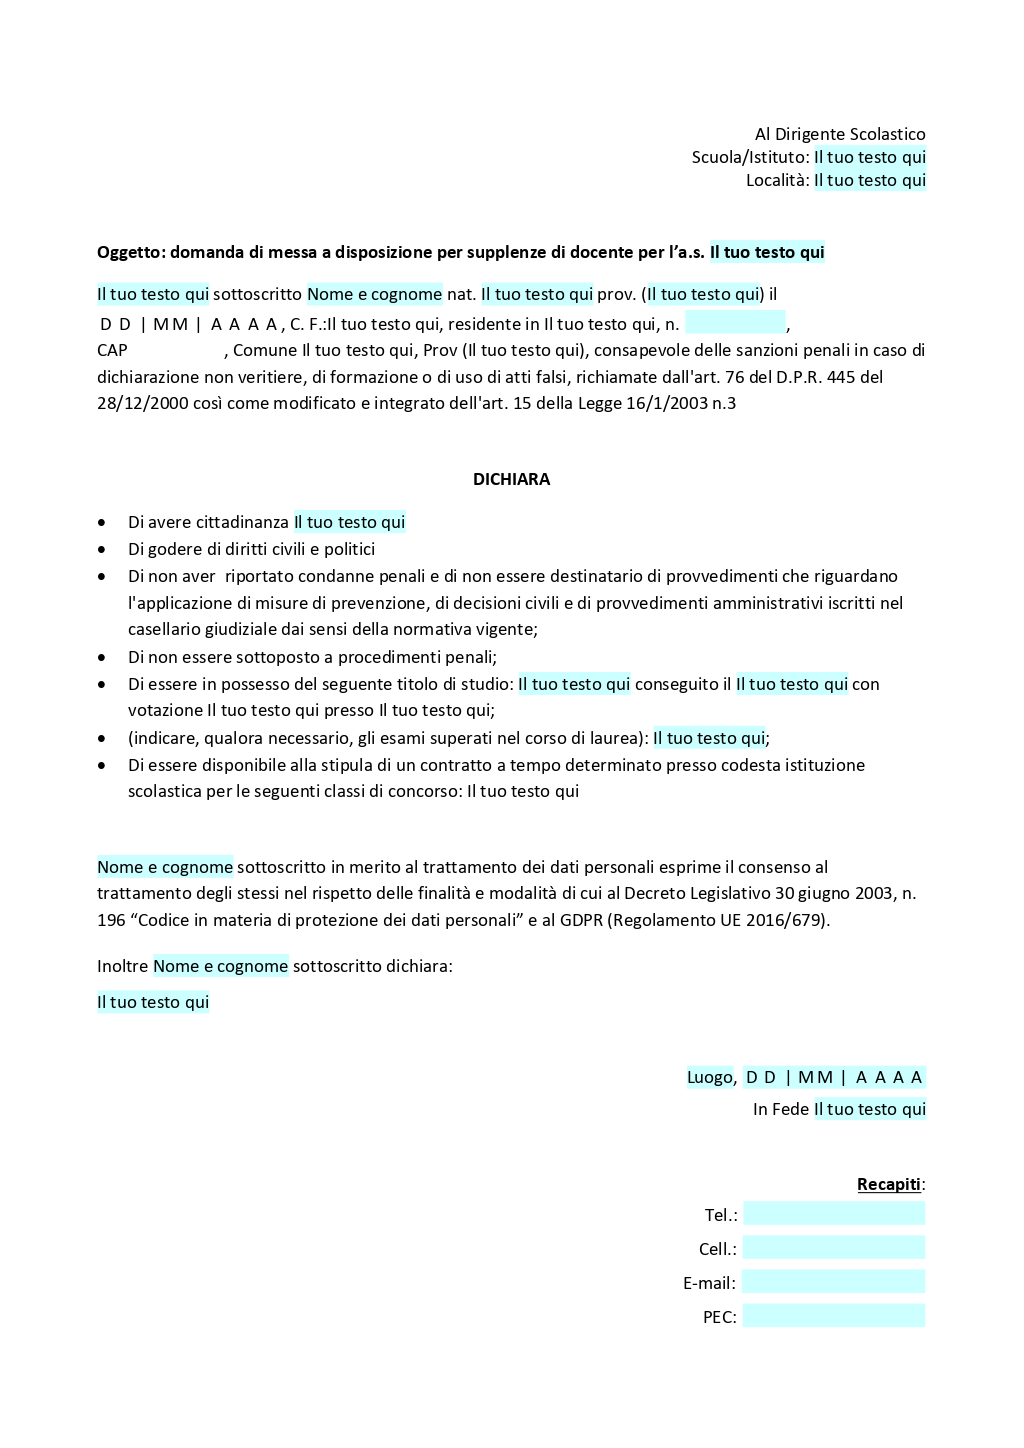 Al Dirigente Scolastico
Scuola/Istituto: Il tuo testo qui
Località: Il tuo testo qui
Oggetto: domanda di messa a disposizione per supplenze di docente per l’a.s. Il tuo testo qui
Il tuo testo qui sottoscritto Nome e cognome nat. Il tuo testo qui prov. (Il tuo testo qui) il
D D | M M | A A A A , C. F.:Il tuo testo qui, residente in Il tuo testo qui, n. ,
CAP , Comune Il tuo testo qui, Prov (Il tuo testo qui), consapevole delle sanzioni penali in caso di
dichiarazione non veritiere, di formazione o di uso di atti falsi, richiamate dall'art. 76 del D.P.R. 445 del
28/12/2000 così come modificato e integrato dell'art. 15 della Legge 16/1/2003 n.3
DICHIARA
• Di avere cittadinanza Il tuo testo qui
• Di godere di diritti civili e politici
• Di non aver riportato condanne penali e di non essere destinatario di provvedimenti che riguardano
l'applicazione di misure di prevenzione, di decisioni civili e di provvedimenti amministrativi iscritti nel
casellario giudiziale dai sensi della normativa vigente;
• Di non essere sottoposto a procedimenti penali;
• Di essere in possesso del seguente titolo di studio: Il tuo testo qui conseguito il Il tuo testo qui con
votazione Il tuo testo qui presso Il tuo testo qui;
• (indicare, qualora necessario, gli esami superati nel corso di laurea): Il tuo testo qui;
• Di essere disponibile alla stipula di un contratto a tempo determinato presso codesta istituzione
scolastica per le seguenti classi di concorso: Il tuo testo qui
Nome e cognome sottoscritto in merito al trattamento dei dati personali esprime il consenso al
trattamento degli stessi nel rispetto delle finalità e modalità di cui al Decreto Legislativo 30 giugno 2003, n.
196 “Codice in materia di protezione dei dati personali” e al GDPR (Regolamento UE 2016/679).
Inoltre Nome e cognome sottoscritto dichiara:
Il tuo testo qui
Luogo, D D | M M | A A A A
In Fede Il tuo testo qui
Recapiti:
Tel.:
Cell.:
E-mail:
PEC: